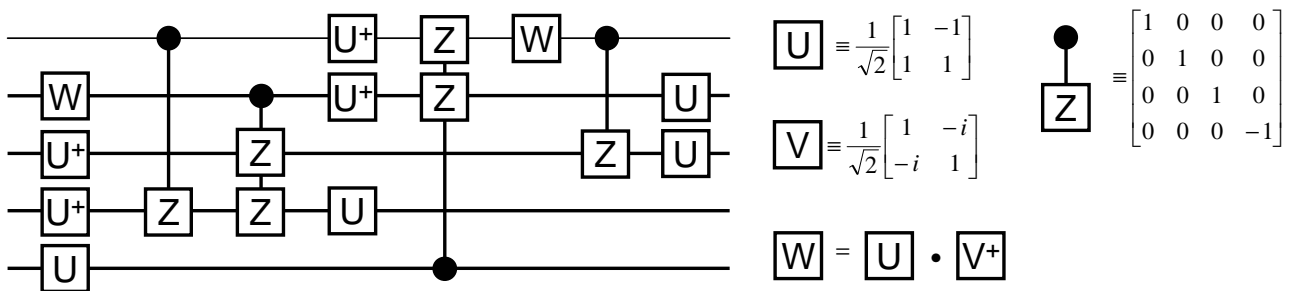 U+ Z W
W U+ Z U
U+ Z Z U
U+ Z Z U
U
U ≡ 1/√2 [1 -1
1 1]
V ≡ 1/√2 [1 -i
-i 1]
W = U • V+
Z ≡ [1 0 0 0
0 1 0 0
0 0 1 0
0 0 0 -1]